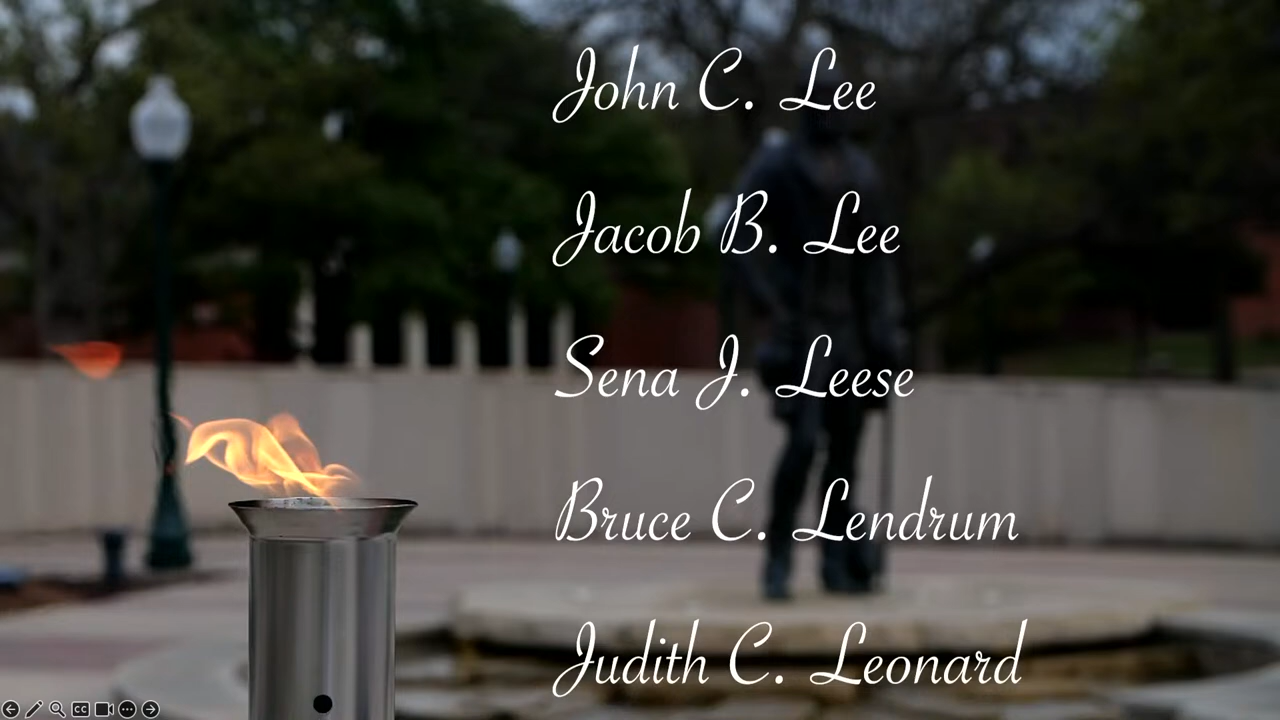 John C. Lee
Jacob B. Lee
Sena J. Leese
Bruce C. Lendrum
Judith C. Leonard